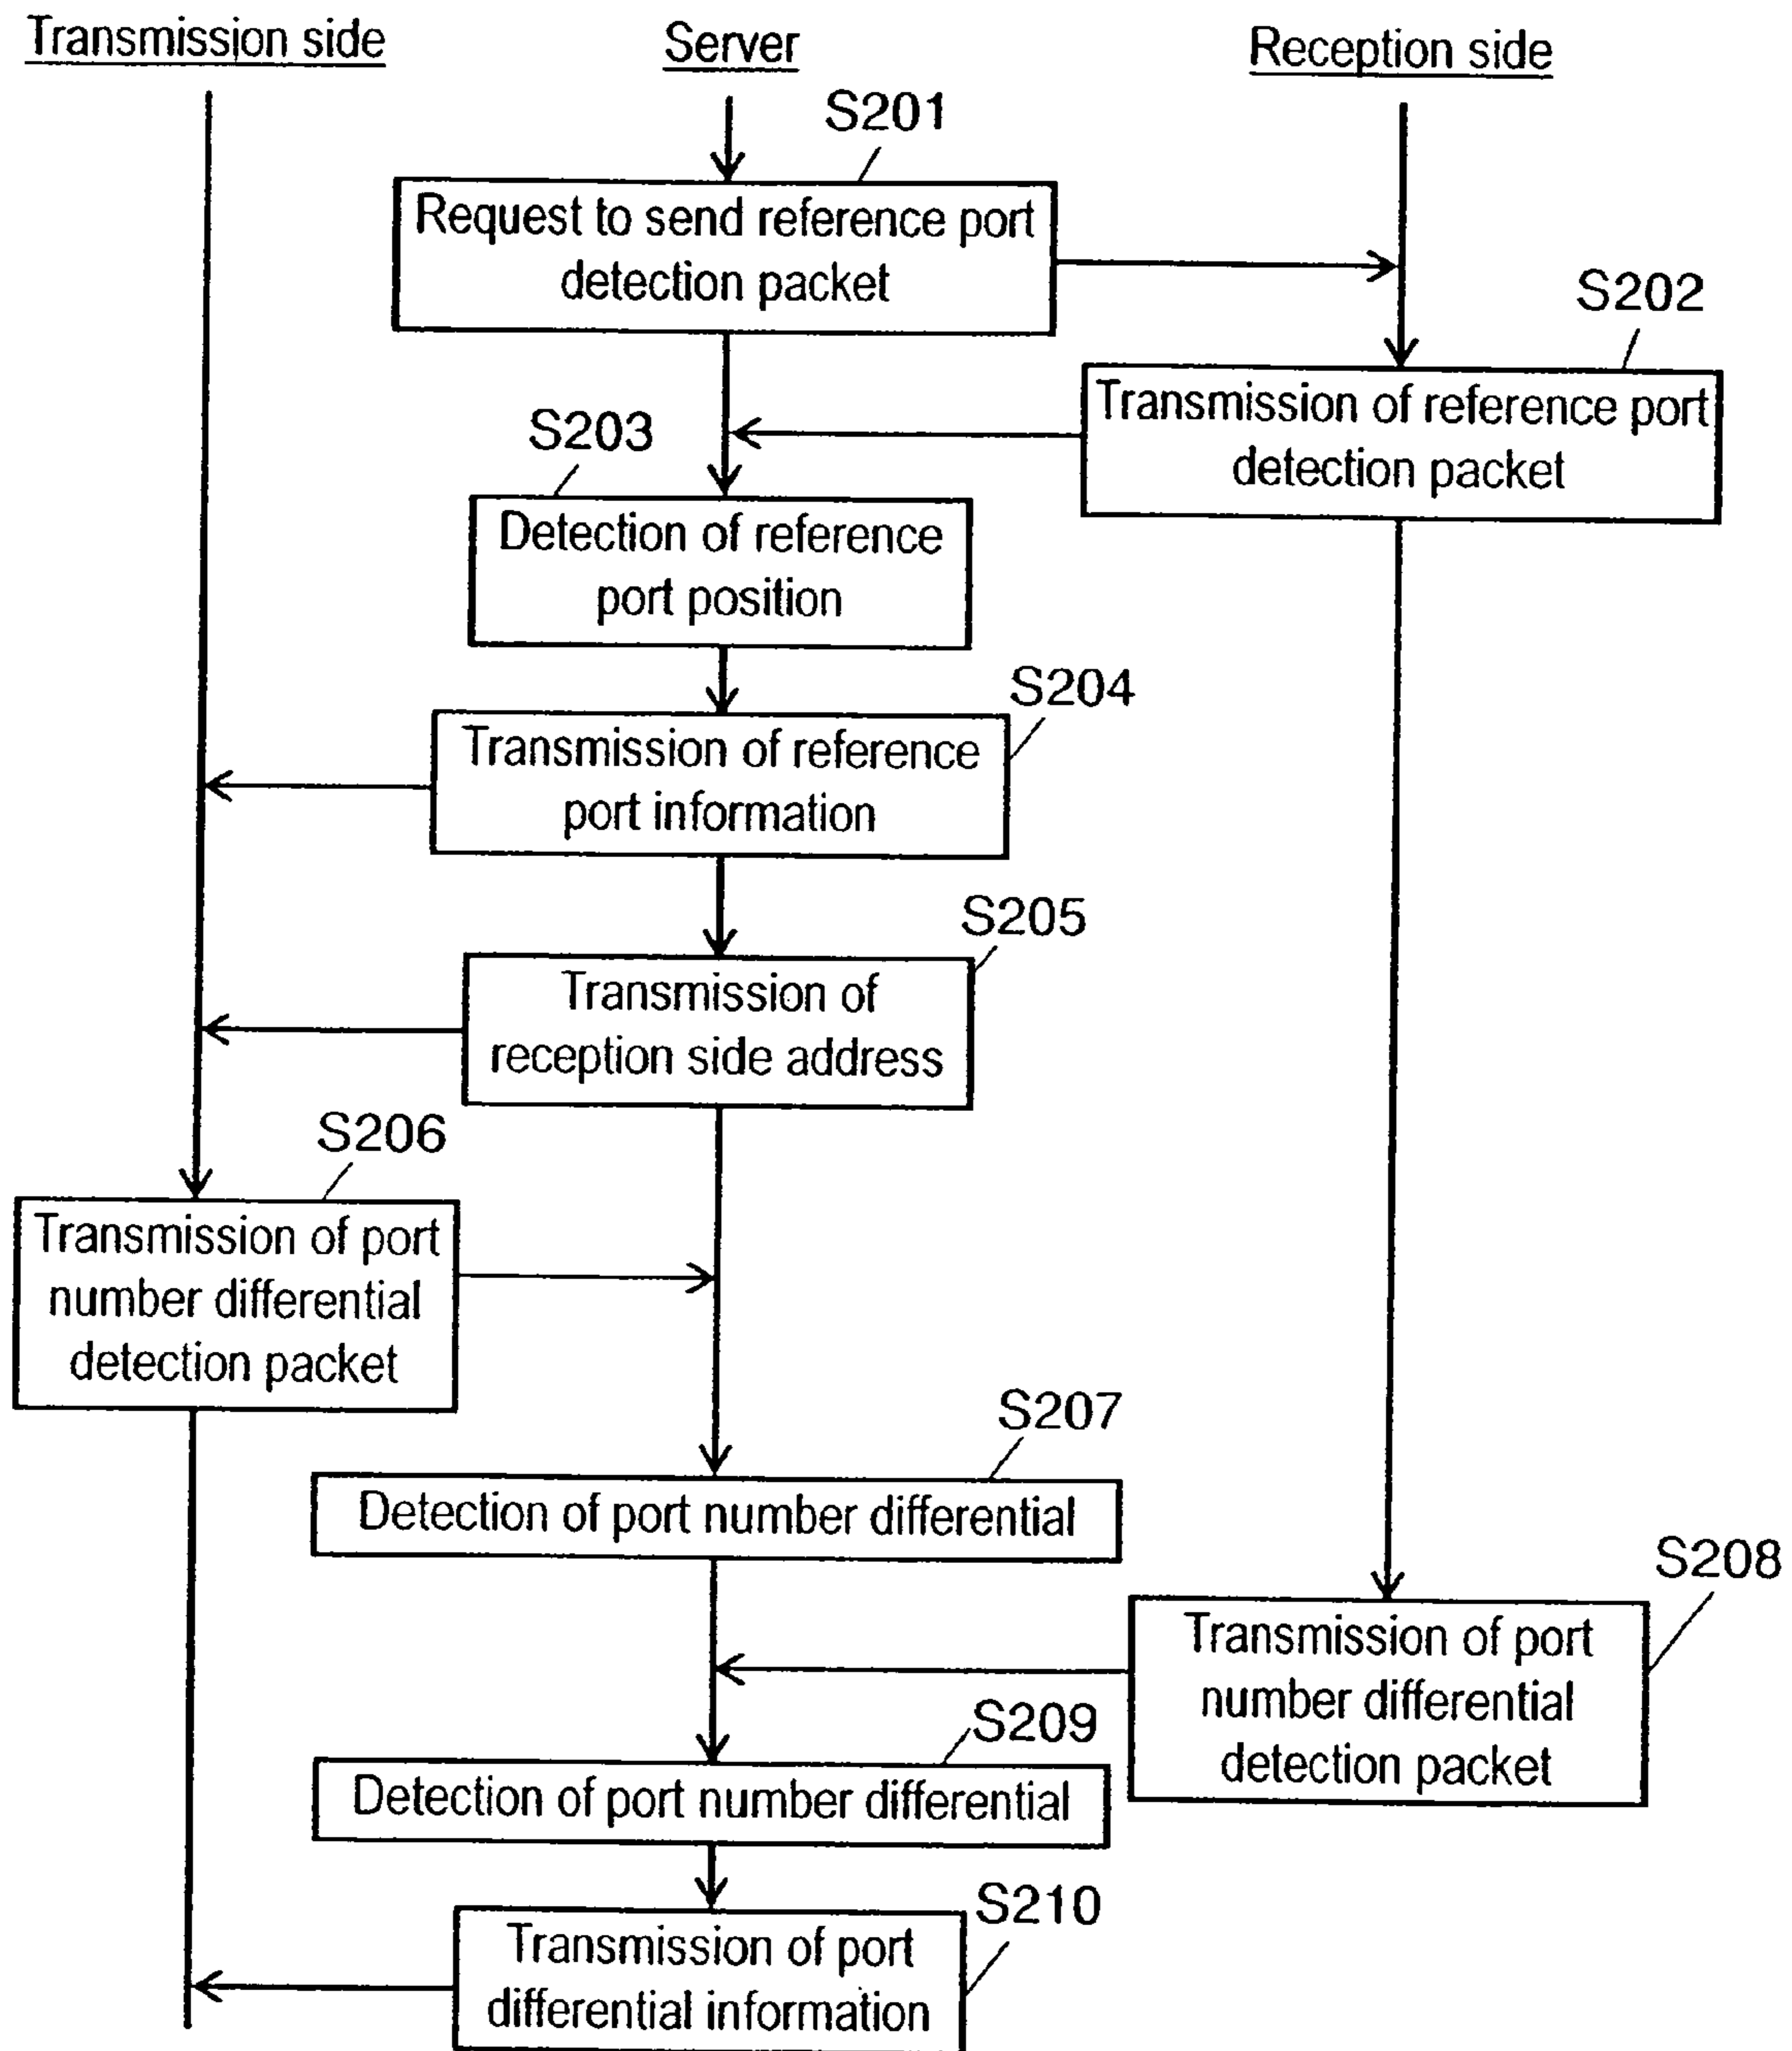 Transmission side
Server
Reception side
S201
Request to send reference port
detection packet
S202
Transmission of reference port
detection packet
S203
Detection of reference
port position
S204
Transmission of reference
port information
S205
Transmission of
reception side address
S206
Transmission of port
number differential
detection packet
S207
Detection of port number differential
S208
Transmission of port
number differential
detection packet
S209
Detection of port number differential
S210
Transmission of port
differential information